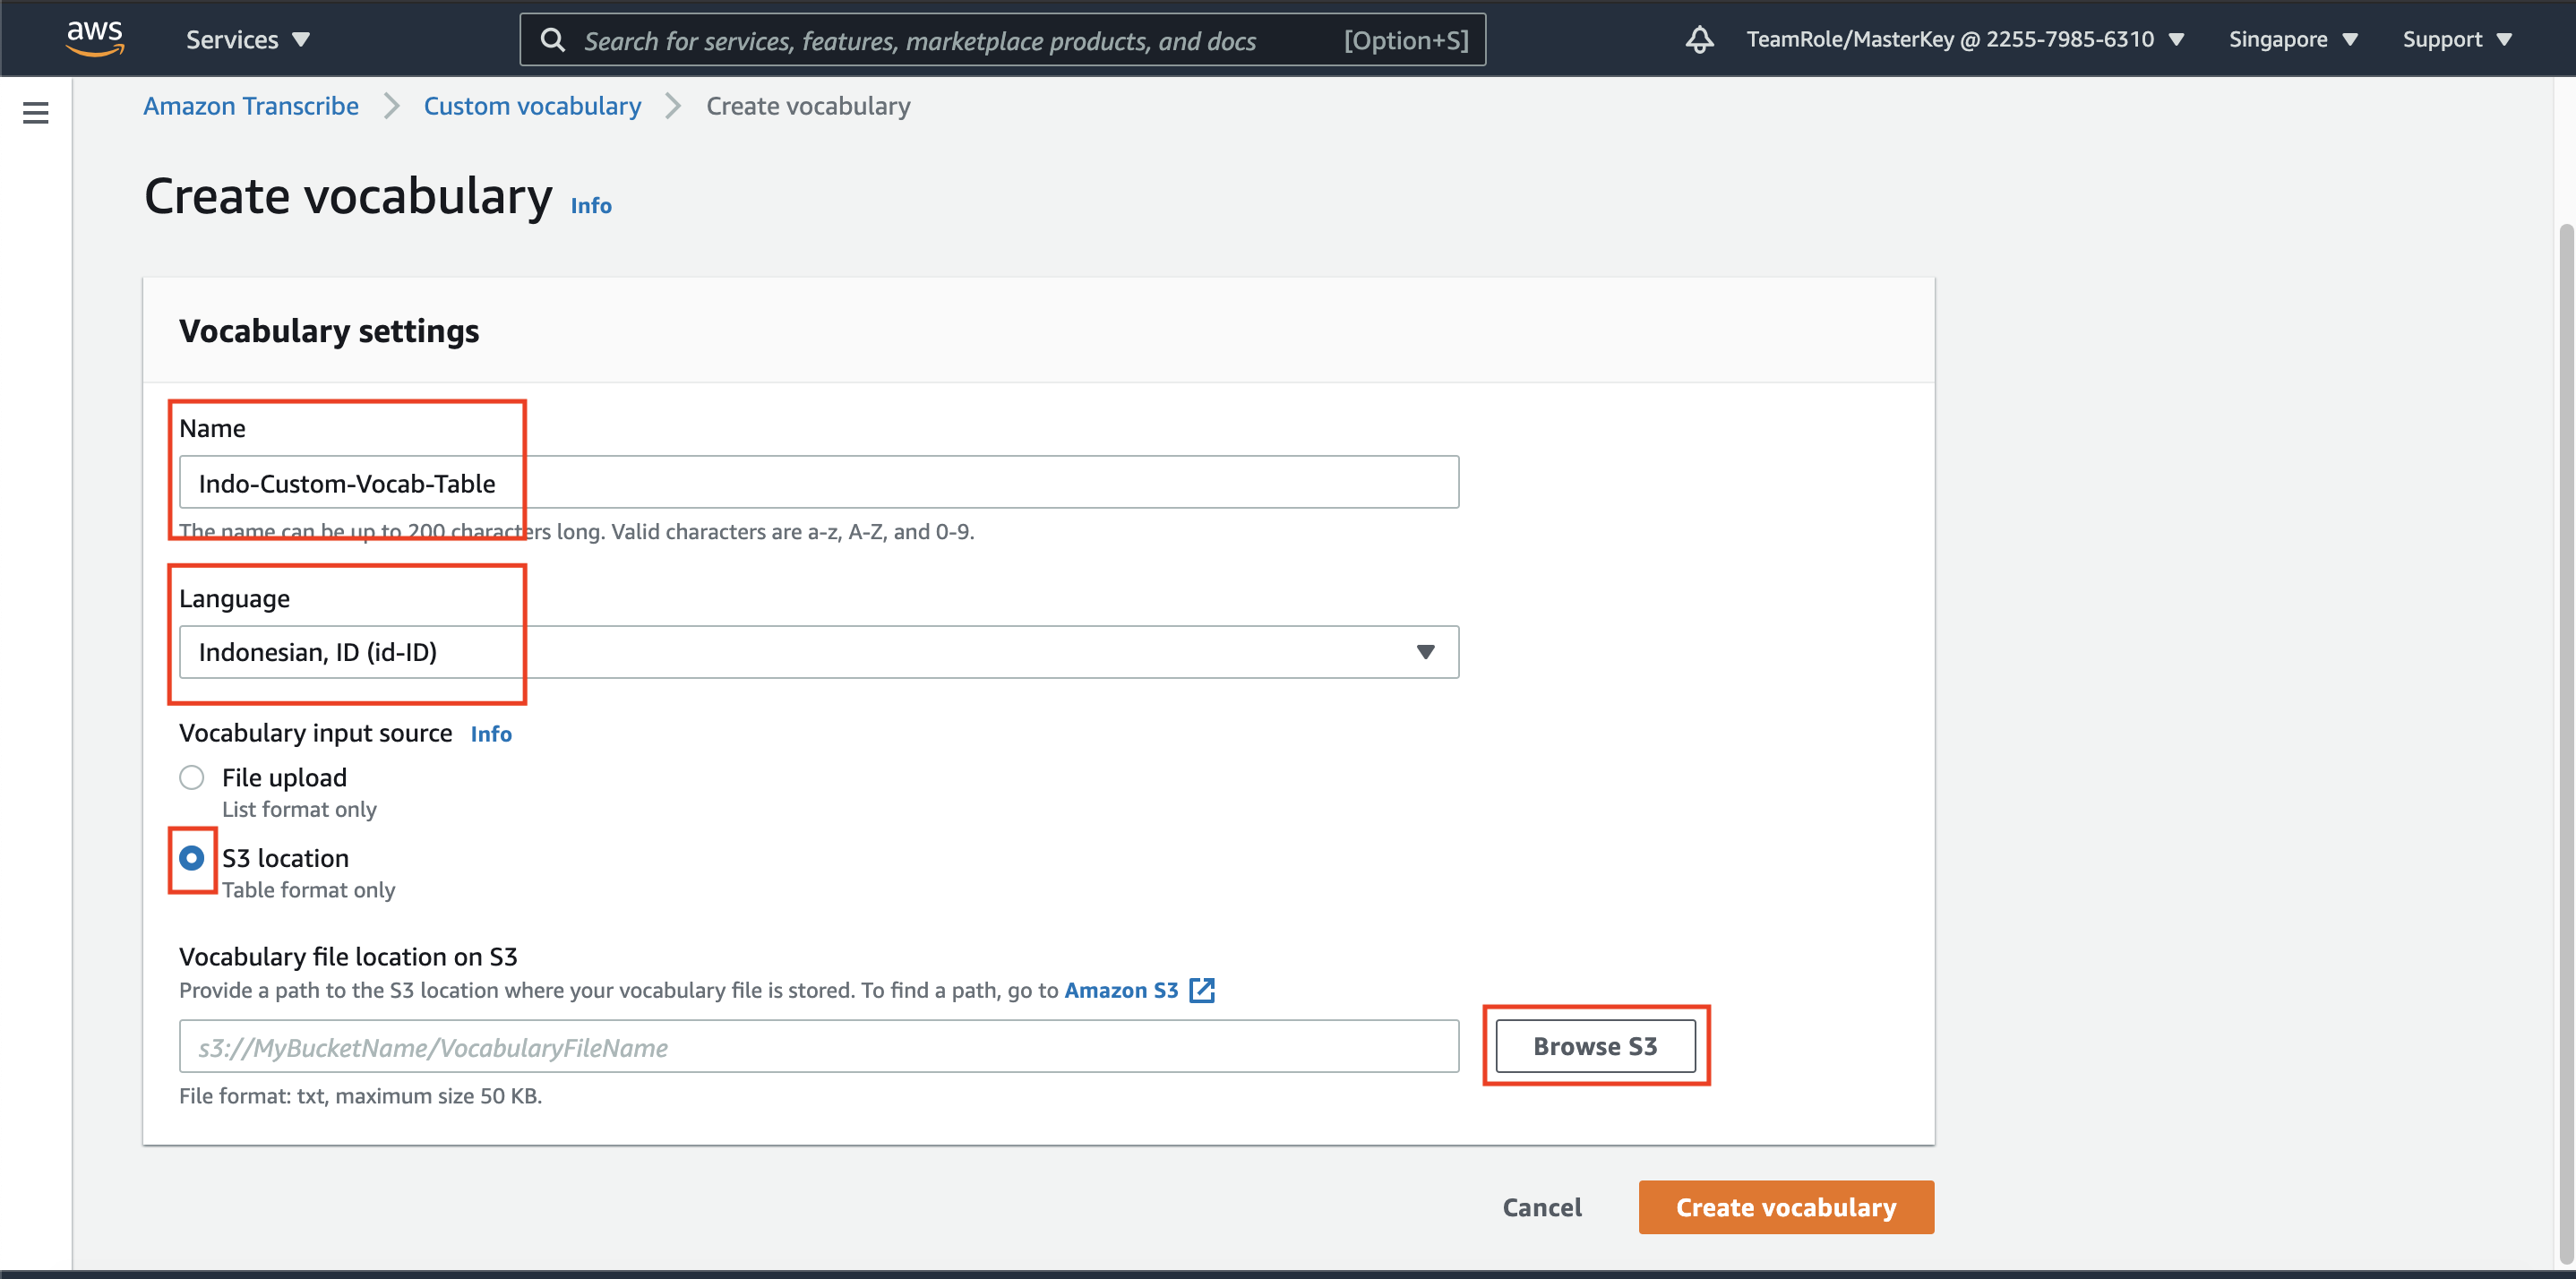 aws Services Search for services, features, marketplace products, and docs [Option+S] TeamRole/MasterKey @ 2255-7985-6310 Singapore Support
Amazon Transcribe Custom vocabulary Create vocabulary
Create vocabulary Info
Vocabulary settings
Name
Indo-Custom-Vocab-Table
The name can be up to 200 characters long. Valid characters are a-z, A-Z, and 0-9.
Language
Indonesian, ID (id-ID)
Vocabulary input source Info
File upload
List format only
S3 location
Table format only
Vocabulary file location on S3
Provide a path to the S3 location where your vocabulary file is stored. To find a path, go to Amazon S3
s3://MyBucketName/VocabularyFileName
Browse S3
File format: txt, maximum size 50 KB.
Cancel Create vocabulary